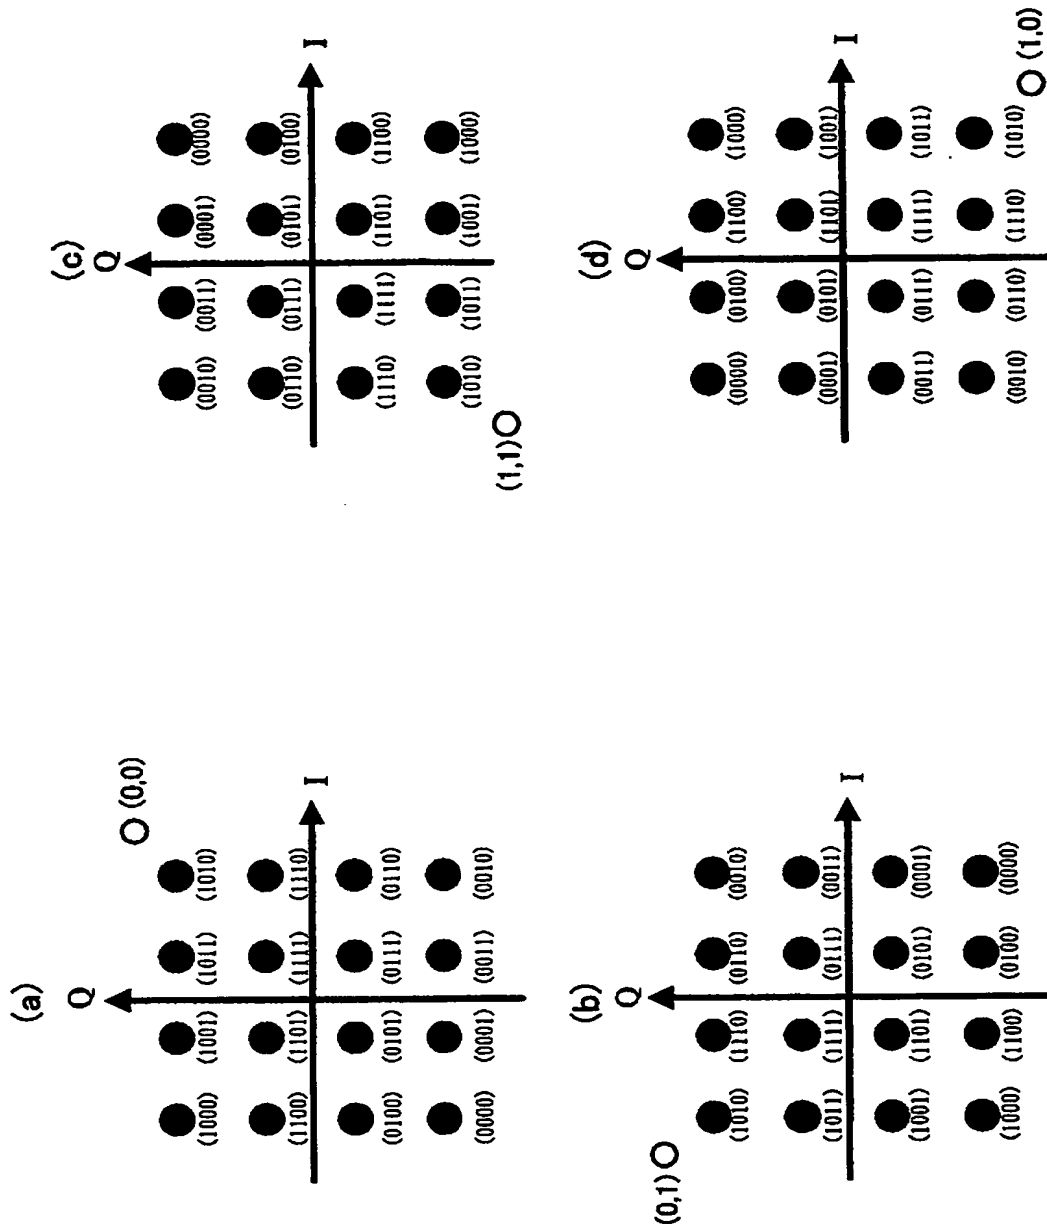 (a)
Q
(0,0)
(1000) (1001) (1011) (1010)
(1100) (1101) (1111) (1110)
I
(0100) (0101) (0111) (0110)
(0000) (0001) (0011) (0010)
(b)
Q
(0,1)
(1010) (1110) (0110) (0010)
(1011) (1111) (0111) (0011)
I
(1001) (1101) (0101) (0001)
(1000) (1100) (0100) (0000)
(c)
Q
(0010) (0011) (0001) (0000)
(0110) (0111) (0101) (0100)
I
(1110) (1111) (1101) (1100)
(1010) (1011) (1001) (1000)
(1,1)
(d)
Q
(0000) (0100) (1100) (1000)
(0001) (0101) (1101) (1001)
I
(0011) (0111) (1111) (1011)
(0010) (0110) (1110) (1010)
(1,0)